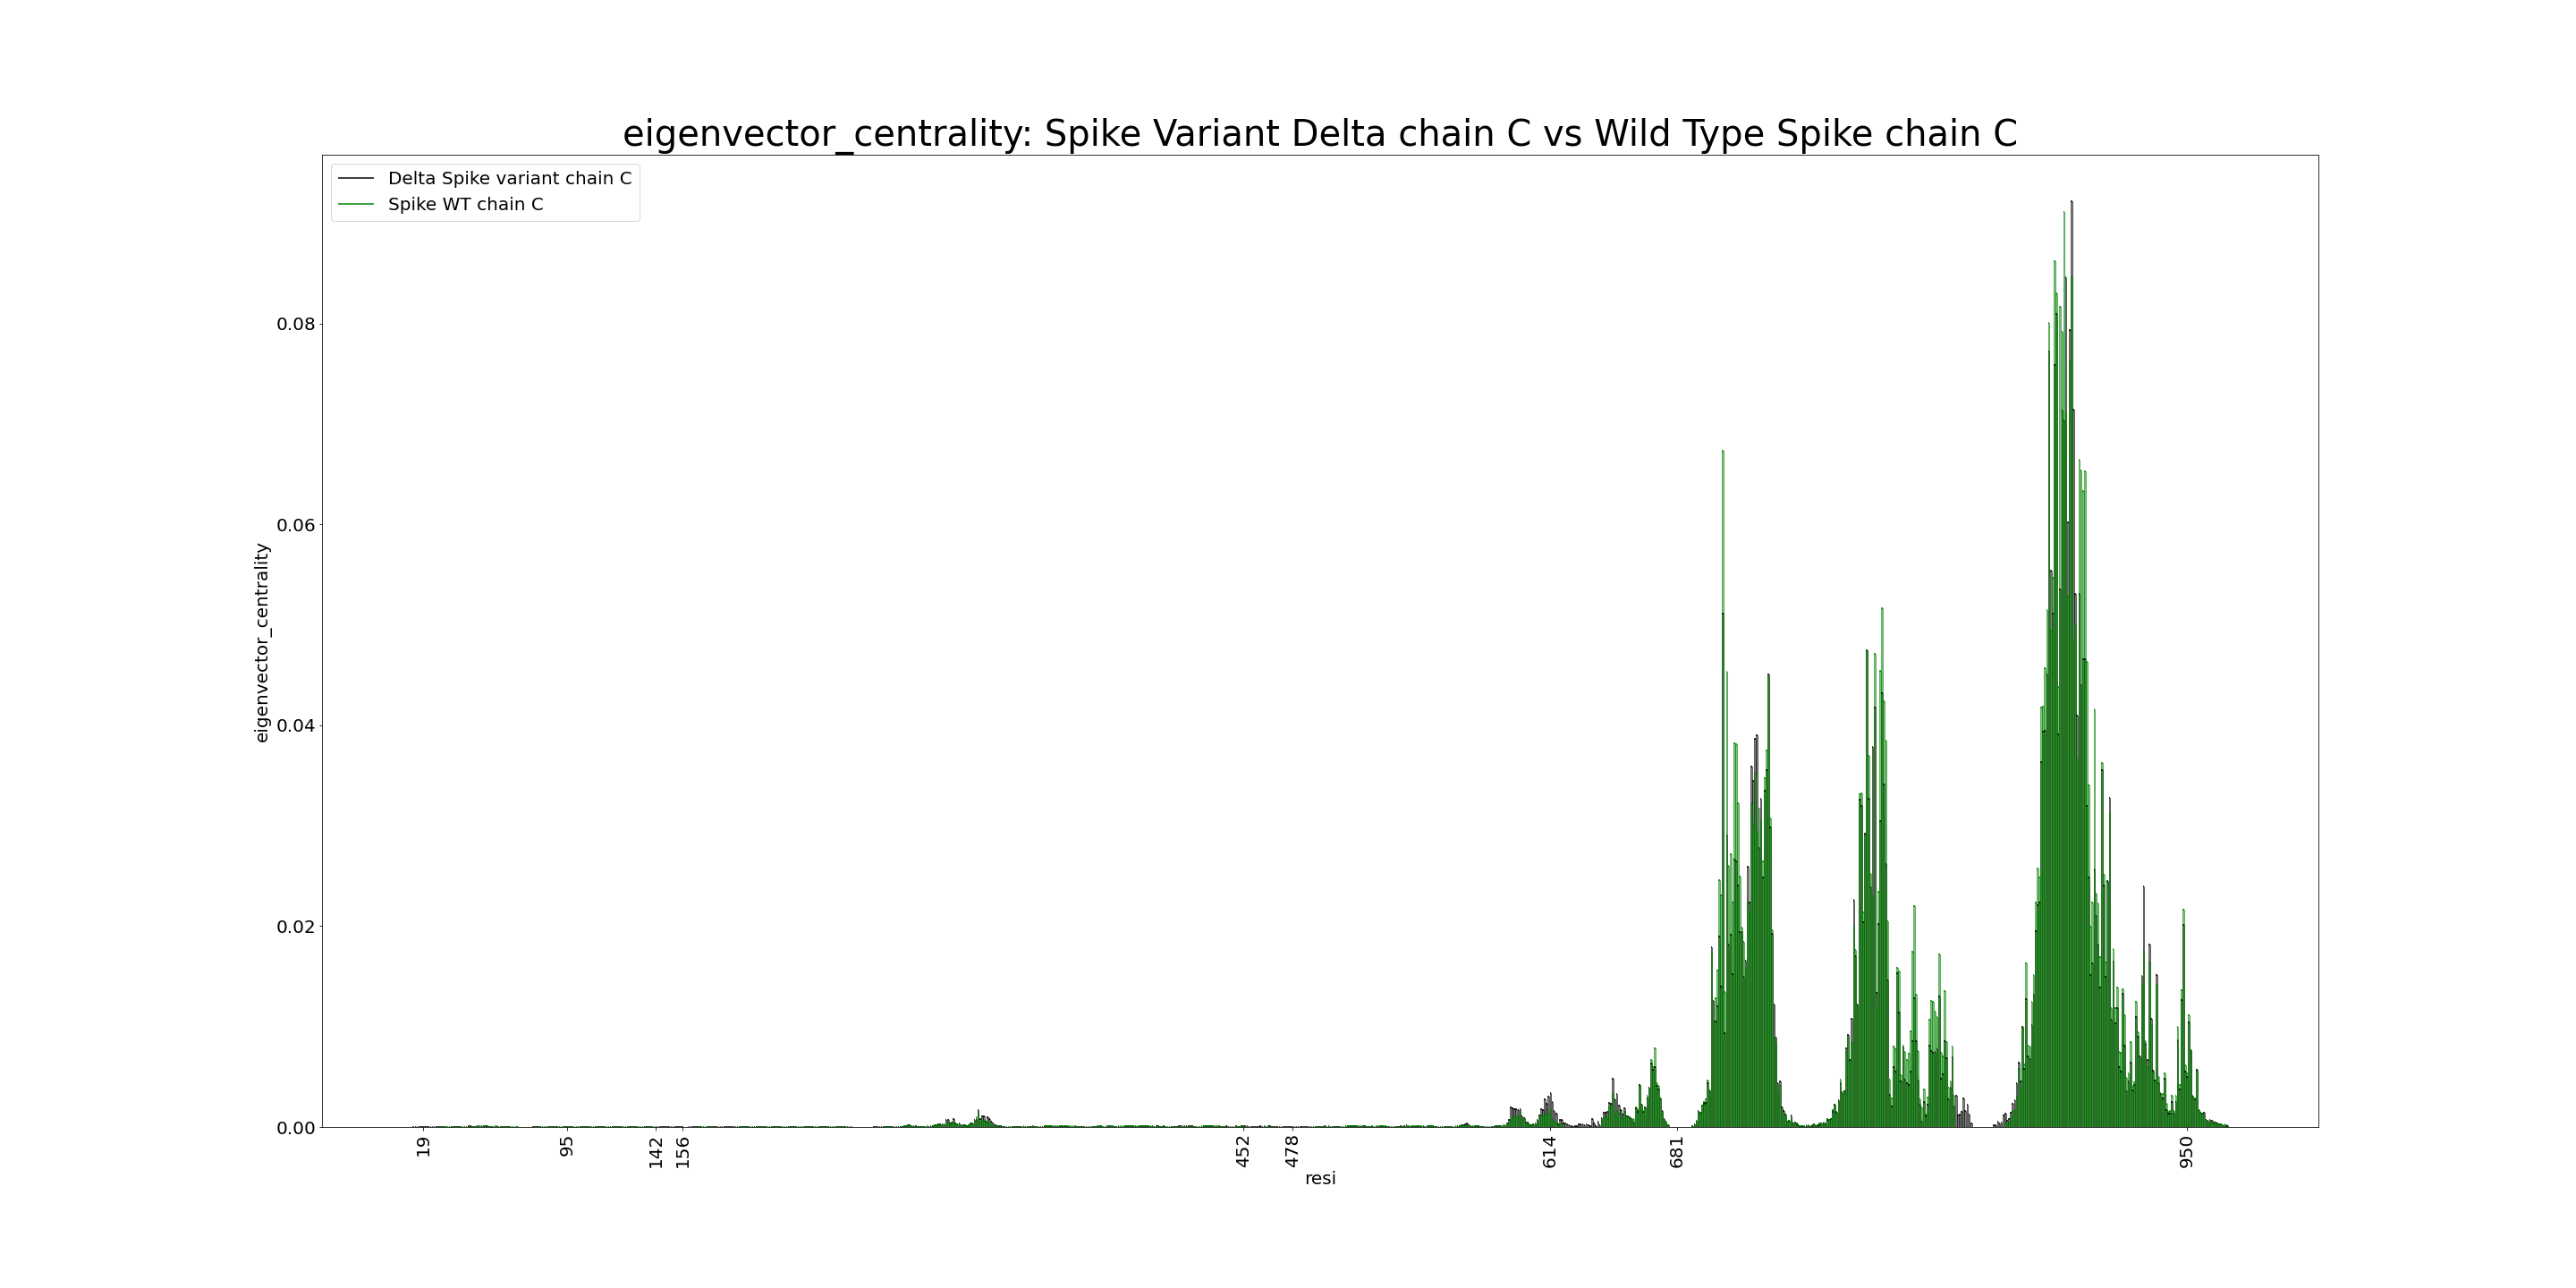 eigenvector_centrality: Spike Variant Delta chain C vs Wild Type Spike chain C
Delta Spike variant chain C
Spike WT chain C
0.08
0.06
0.04
0.02
0.00
eigenvector_centrality
19
95
142
156
452
478
614
681
950
resi